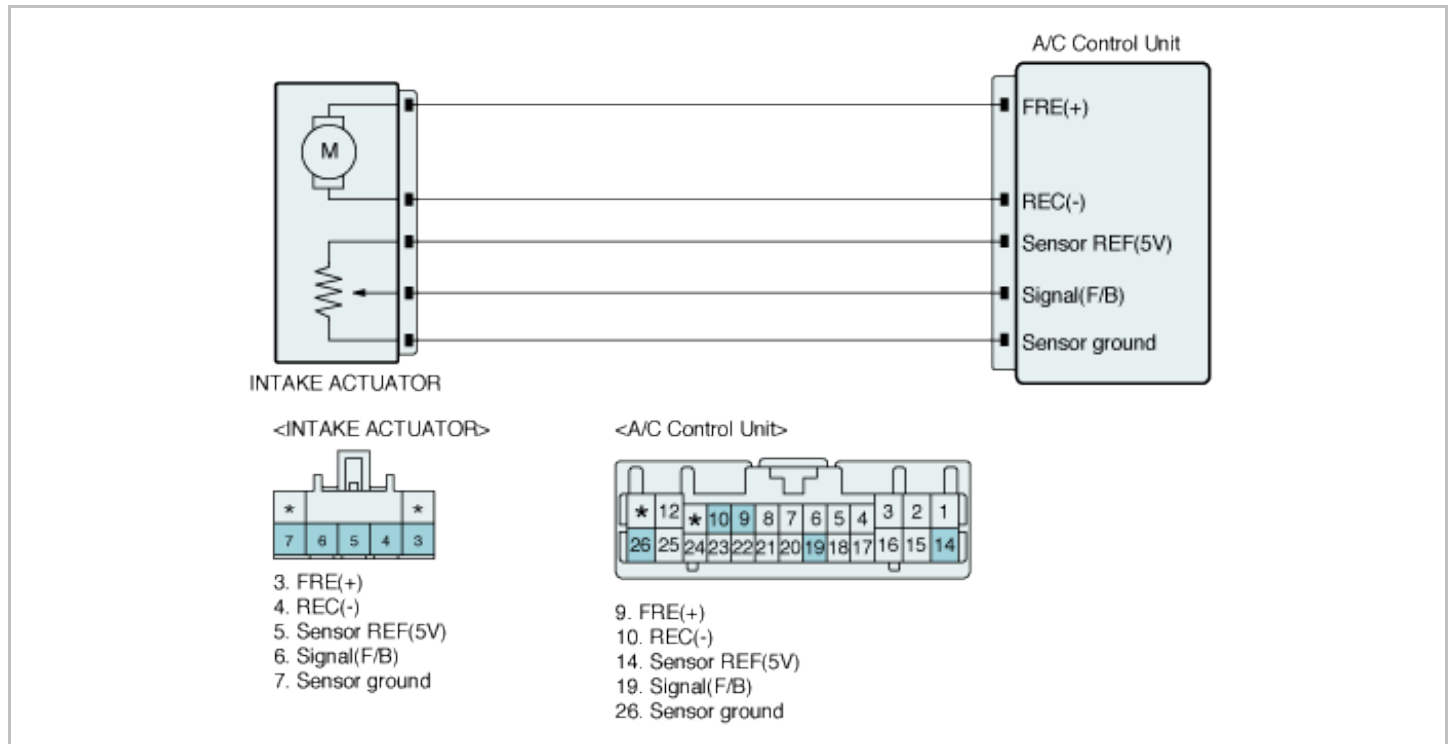 A/C Control Unit
FRE(+)
M
REC(-)
Sensor REF(5V)
Signal(F/B)
Sensor ground
INTAKE ACTUATOR
<INTAKE ACTUATOR>
* *
7 6 5 4 3
3. FRE(+)
4. REC(-)
5. Sensor REF(5V)
6. Signal(F/B)
7. Sensor ground
<A/C Control Unit>
* 12 * 10 9 8 7 6 5 4 3 2 1
26 25 24 23 22 21 20 19 18 17 16 15 14
9. FRE(+)
10. REC(-)
14. Sensor REF(5V)
19. Signal(F/B)
26. Sensor ground